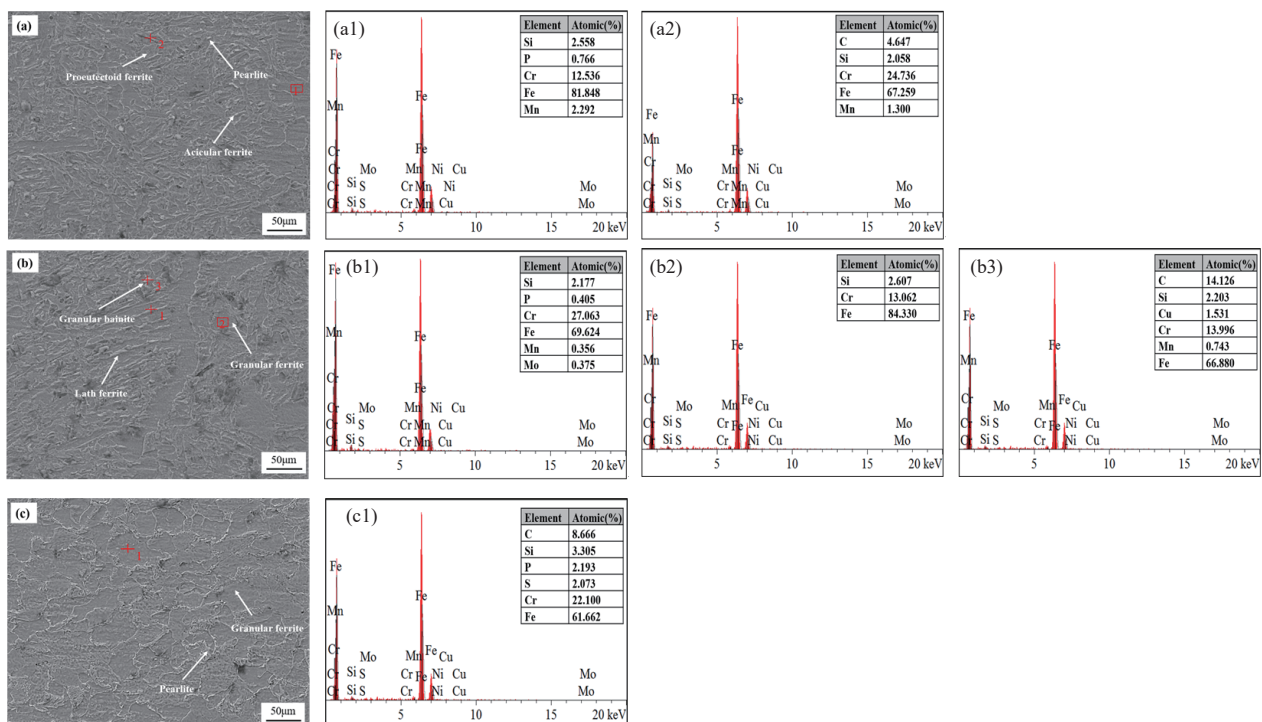 (a)
Proeutectoid ferrite
Pearlite
Acicular ferrite
50μm
(a1)
Element Atomic(%)
Si 2.558
P 0.766
Cr 12.536
Fe 81.848
Mn 2.292
Fe
Mn
Cr
Cr Mo
Cr Si S
Cr Si S
Fe
Fe
Mn Ni Cu
Cr Mn Ni
Cr Mn Cu
Mo
Mo
5 10 15 20 keV
(a2)
Element Atomic(%)
C 4.647
Si 2.058
Cr 24.736
Fe 67.259
Mn 1.300
Fe
Mn
Cr
Mo
Cr Si S
Cr Si S
Fe
Fe
Mn Ni Cu
Cr Mn Cu
Cr Mn Cu
Mo
Mo
5 10 15 20 keV
(b)
Granular bainite
Granular ferrite
Lath ferrite
50μm
(b1)
Element Atomic(%)
Si 2.177
P 0.405
Cr 27.063
Fe 69.624
Mn 0.356
Mo 0.375
Fe
Mn
Cr
Cr Mo
Cr Si S
Cr Si S
Fe
Fe
Mn Ni Cu
Cr Mn Cu
Cr Mn Cu
Mo
Mo
5 10 15 20 keV
(b2)
Element Atomic(%)
Si 2.607
Cr 13.062
Fe 84.330
Fe
Mn
Cr
Mo
Cr Si S
Cr Si S
Fe
Fe Cu
Mn
Cr Fe Ni Cu
Cr Fe Ni Cu
Mo
Mo
5 10 15 20 keV
(b3)
Element Atomic(%)
C 14.126
Si 2.203
Cu 1.531
Cr 13.996
Mn 0.743
Fe 66.880
Fe
Mn
Cr
Mo
Cr Si S
Cr Si S
Fe
Fe Cu
Mn
Cr Fe Ni Cu
Cr Fe Ni Cu
Mo
Mo
5 10 15 20 keV
(c)
Granular ferrite
Pearlite
50μm
(c1)
Element Atomic(%)
C 8.666
Si 3.305
P 2.193
S 2.073
Cr 22.100
Fe 61.662
Fe
Mn
Cr
Mo
Cr Si S
Cr Si S
Fe
Fe
Mn Cu
Cr Fe Ni Cu
Cr Ni Cu
Mo
Mo
5 10 15 20 keV